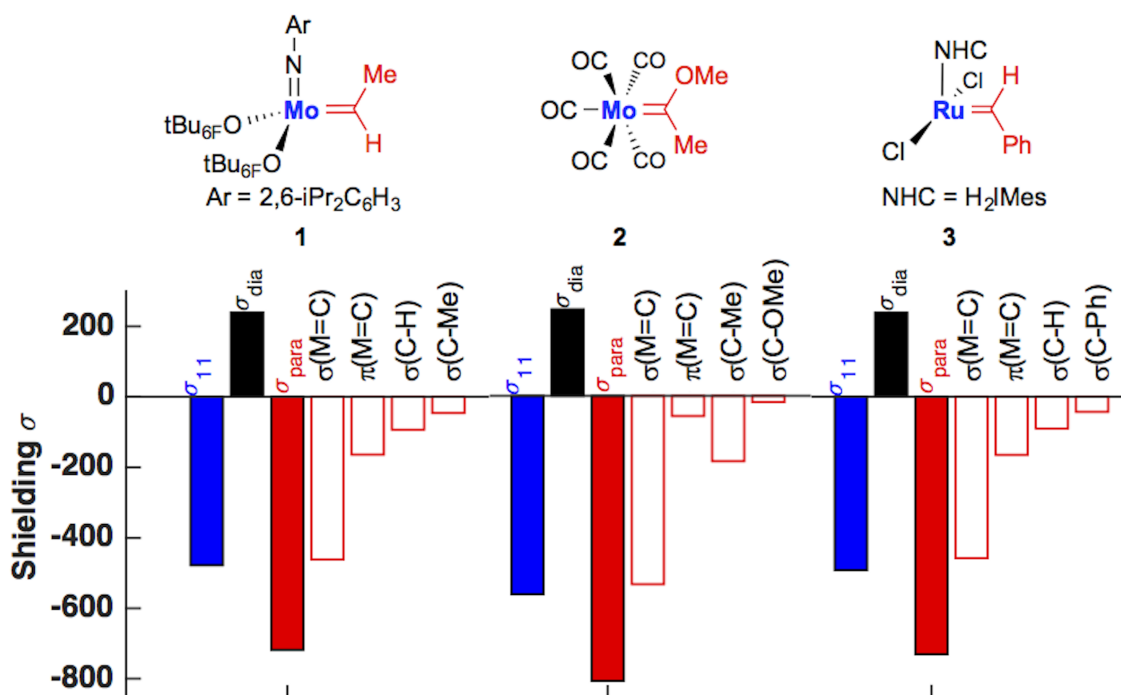 Ar
N
Mo
Me
H
tBu6FO
tBu6FO
Ar = 2,6-iPr2C6H3
1
OC
CO
OC
Mo
OMe
Me
OC
CO
2
NHC
Cl
H
Ru
Cl
Ph
NHC = H2IMes
3
Shielding σ
200
0
-200
-400
-600
-800
σ11
σdia
σpara
σ(M=C)
π(M=C)
σ(C-H)
σ(C-Me)
σ11
σdia
σpara
σ(M=C)
π(M=C)
σ(C-Me)
σ(C-OMe)
σ11
σdia
σpara
σ(M=C)
π(M=C)
σ(C-H)
σ(C-Ph)